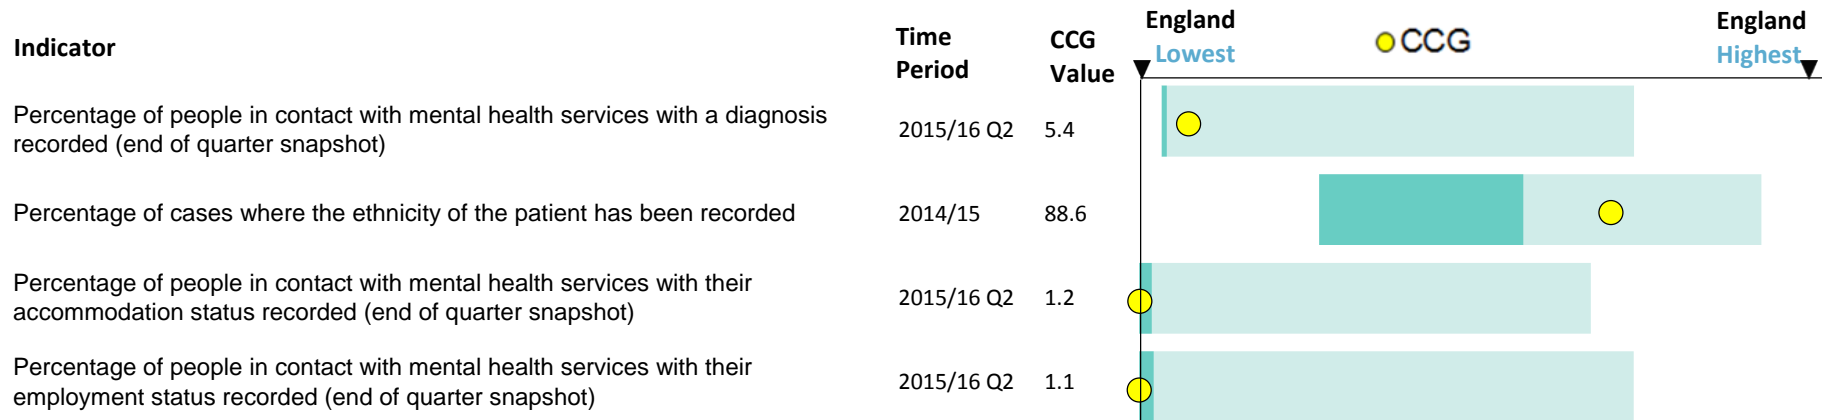 Indicator
Time
Period
CCG
Value
England
Lowest
CCG
England
Highest
Percentage of people in contact with mental health services with a diagnosis
recorded (end of quarter snapshot)
2015/16 Q2
5.4
Percentage of cases where the ethnicity of the patient has been recorded
2014/15
88.6
Percentage of people in contact with mental health services with their
accommodation status recorded (end of quarter snapshot)
2015/16 Q2
1.2
Percentage of people in contact with mental health services with their
employment status recorded (end of quarter snapshot)
2015/16 Q2
1.1